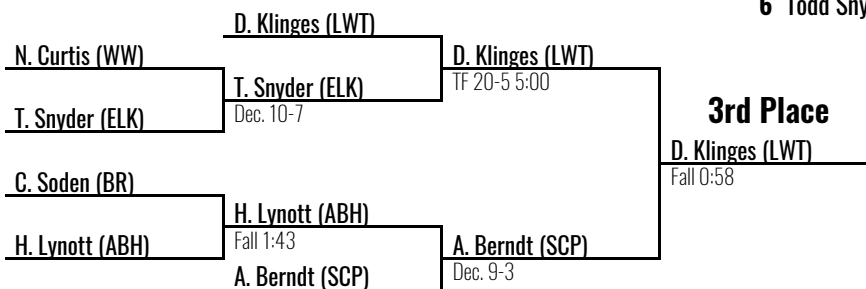 6 Todd
D. Klinges (LWT)
N. Curtis (WW)
D. Klinges (LWT)
T. Snyder (ELK)
TF 20-5 5:00
Dec. 10-7
T. Snyder (ELK)
3rd Place
D. Klinges (LWT)
C. Soden (BR)
Fall 0:58
H. Lynott (ABH)
H. Lynott (ABH)
Fall 1:43
A. Berndt (SCP)
A. Berndt (SCP)
Dec. 9-3